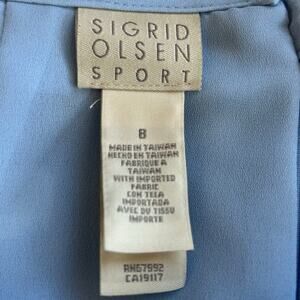 SIGRID
OLSEN
SPORT
8
MADE IN TAIWAN
HECHO EN TAIWAN
FABRIQUE A
TAIWAN
WITH IMPORTED
FABRIC
CON TELA
IMPORTADA
AVEC DU TISSU
IMPORTE
RN67992
CA19117